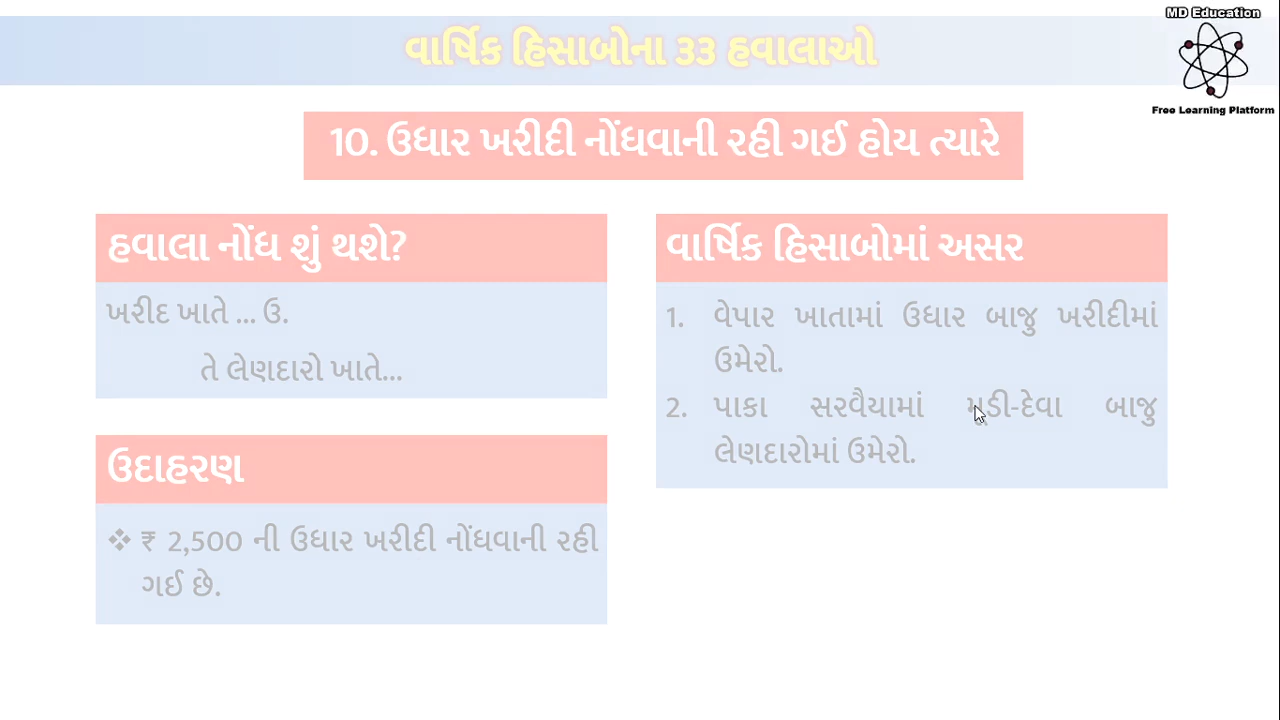 MD Education
વાર્ષિક હિસાબોના ૩૩ હવાલાઓ
Free Learning Platform
10. ઉધાર ખરીદી નોંધવાની રહી ગઈ હોય ત્યારે
હવાલા નોંધ શું થશે?
ખરીદ ખાતે ... ઉ.
તે લેણદારો ખાતે...
ઉદાહરણ
❖ ₹ 2,500 ની ઉધાર ખરીદી નોંધવાની રહી
ગઈ છે.
વાર્ષિક હિસાબોમાં અસર
1. વેપાર ખાતામાં ઉધાર બાજુ ખરીદીમાં
ઉમેરો.
2. પાકા સરવૈયામાં મૂડી-દેવા બાજુ
લેણદારોમાં ઉમેરો.